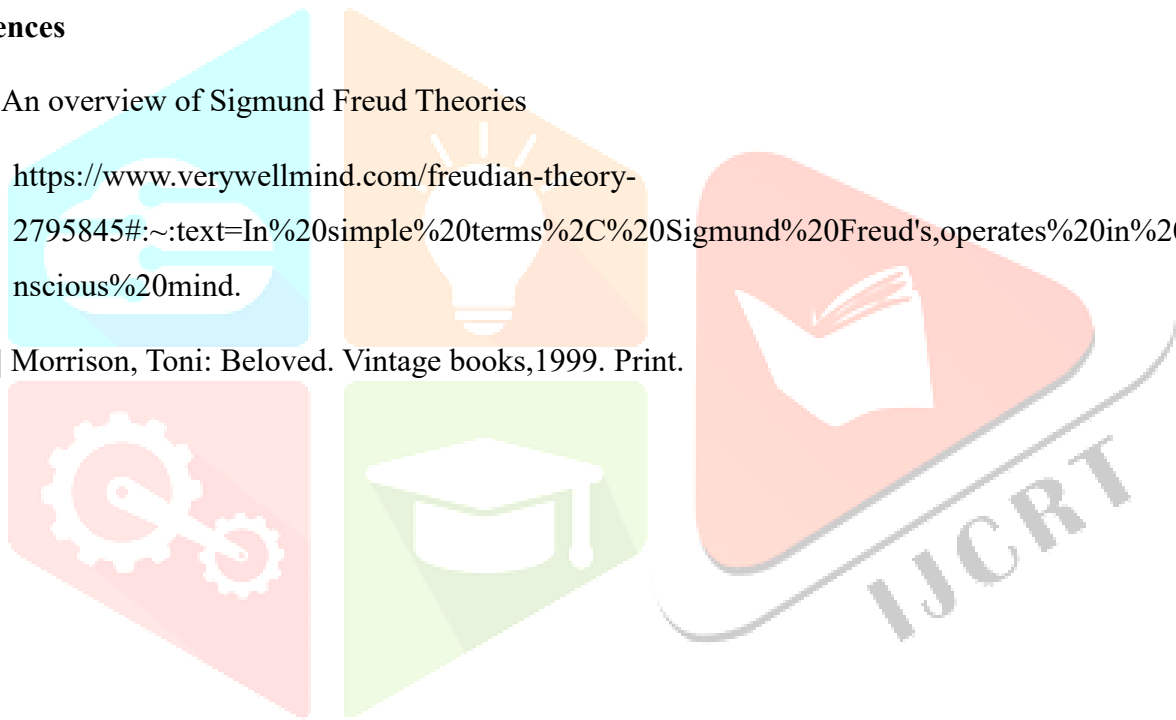 ences
An overview of Sigmund Freud Theories
https://www.verywellmind.com/freudian-theory-
2795845#:~:text=In%20simple%20terms%2C%20Sigmund%20Freud's,operates%20in%2
nscious%20mind.
] Morrison, Toni: Beloved. Vintage books,1999. Print.
IJCRT